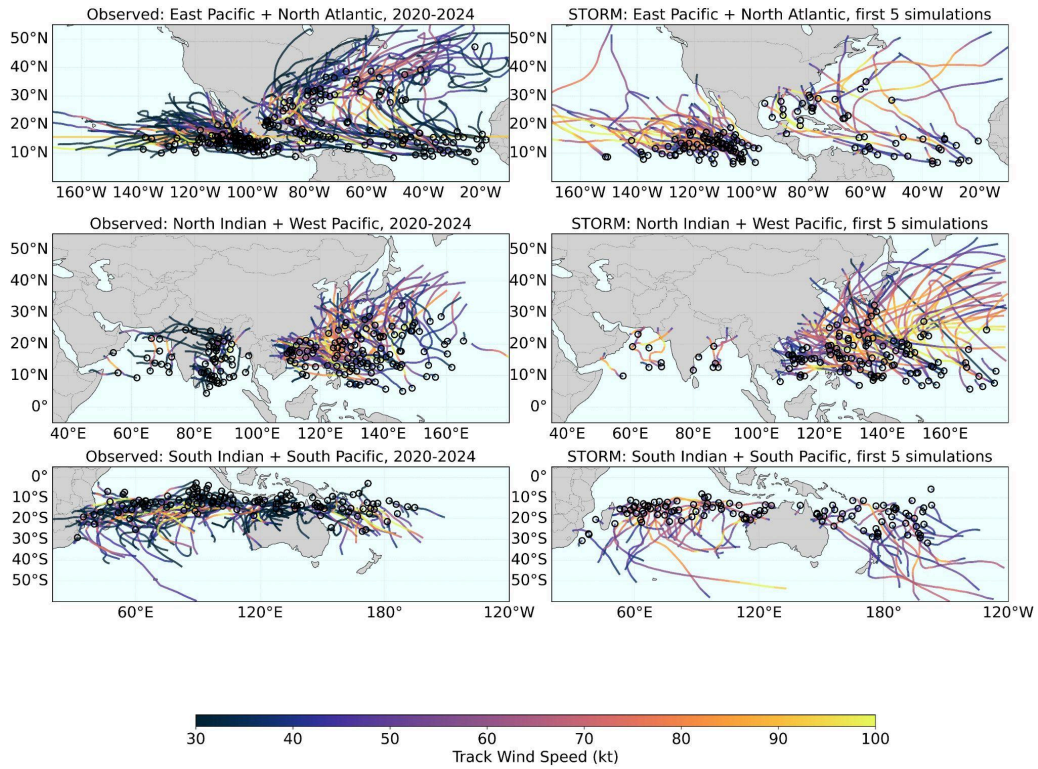 Observed: East Pacific + North Atlantic, 2020-2024
STORM: East Pacific + North Atlantic, first 5 simulations
50°N
40°N
30°N
20°N
10°N
160°W 140°W 120°W 100°W 80°W 60°W 40°W 20°W
50°N
40°N
30°N
20°N
10°N
160°W 140°W 120°W 100°W 80°W 60°W 40°W 20°W
Observed: North Indian + West Pacific, 2020-2024
STORM: North Indian + West Pacific, first 5 simulations
50°N
40°N
30°N
20°N
10°N
0°
40°E 60°E 80°E 100°E 120°E 140°E 160°E
50°N
40°N
30°N
20°N
10°N
0°
40°E 60°E 80°E 100°E 120°E 140°E 160°E
Observed: South Indian + South Pacific, 2020-2024
STORM: South Indian + South Pacific, first 5 simulations
0°
10°S
20°S
30°S
40°S
50°S
60°E 120°E 180° 120°W
0°
10°S
20°S
30°S
40°S
50°S
60°E 120°E 180° 120°W
30 40 50 60 70 80 90 100
Track Wind Speed (kt)